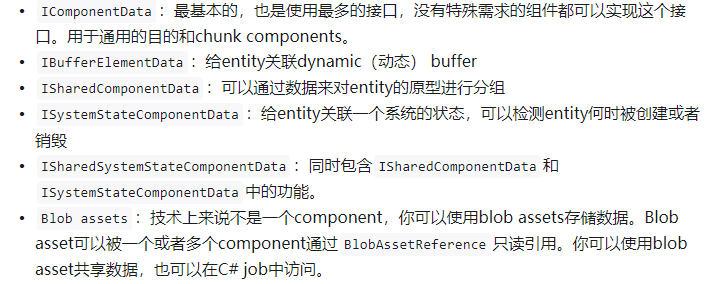 • IComponentData：最基本的，也是使用最多的接口，没有特殊需求的组件都可以实现这个接
口。用于通用的目的和chunk components。
• IBufferElementData：给entity关联dynamic（动态） buffer
• ISharedComponentData：可以通过数据来对entity的原型进行分组
• ISystemStateComponentData：给entity关联一个系统的状态，可以检测entity何时被创建或者
销毁
• ISharedSystemStateComponentData：同时包含 ISharedComponentData 和
ISystemStateComponentData 中的功能。
• Blob assets：技术上来说不是一个component，你可以使用blob assets存储数据。Blob
asset可以被一个或者多个component通过 BlobAssetReference 只读引用。你可以使用blob
asset共享数据，也可以在C# job中访问。